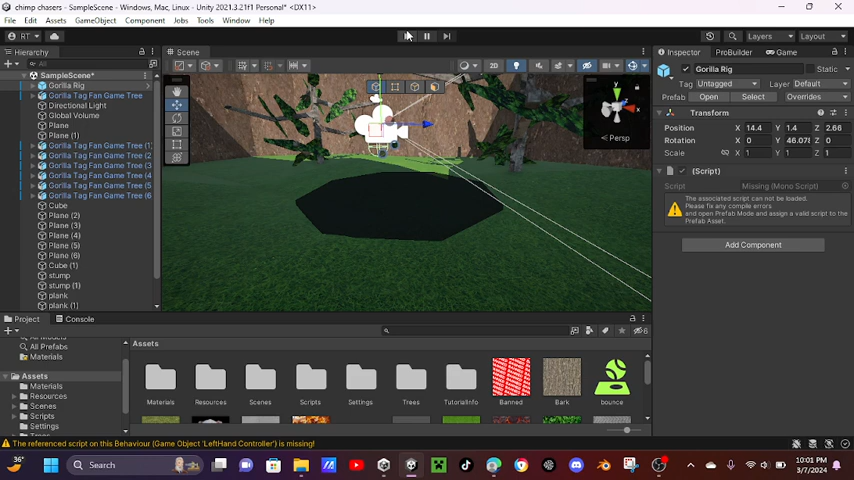 chimp chasers - SampleScene - Windows, Mac, Linux - Unity 2021.3.21f1 Personal* <DX11>
File Edit Assets GameObject Component Jobs Tools Window Help
RT
Layers Layout
Hierarchy
All
SampleScene*
Gorilla Rig
Gorilla Tag Fan Game Tree
Directional Light
Global Volume
Plane
Plane (1)
Gorilla Tag Fan Game Tree (1)
Gorilla Tag Fan Game Tree (2
Gorilla Tag Fan Game Tree (3
Gorilla Tag Fan Game Tree (4
Gorilla Tag Fan Game Tree (5
Gorilla Tag Fan Game Tree (6
Cube
Plane (2)
Plane (3)
Plane (4)
Plane (5)
Plane (6)
Cube (1)
stump
stump (1)
plank
plank (1)
Scene
2D
y
x
Persp
Inspector ProBuilder Game
Gorilla Rig Static
Tag Untagged Layer Default
Prefab Open Select Overrides
Transform
Position X 14.4 Y 1.4 Z 2.66
Rotation X 0 Y 46.078 Z 0
Scale X 1 Y 1 Z 1
(Script)
Script Missing (Mono Script)
The associated script can not be loaded.
Please fix any compile errors
and open Prefab Mode and assign a valid script to the
Prefab Asset.
Add Component
Project Console
6
All Prefabs
Materials
Assets
Materials
Resources
Scenes
Scripts
Settings
Assets
Materials Resources Scenes Scripts Settings Trees TutorialInfo Banned Bark bounce
The referenced script on this Behaviour (Game Object 'LeftHand Controller') is missing!
36°
Search
10:01 PM
3/7/2024